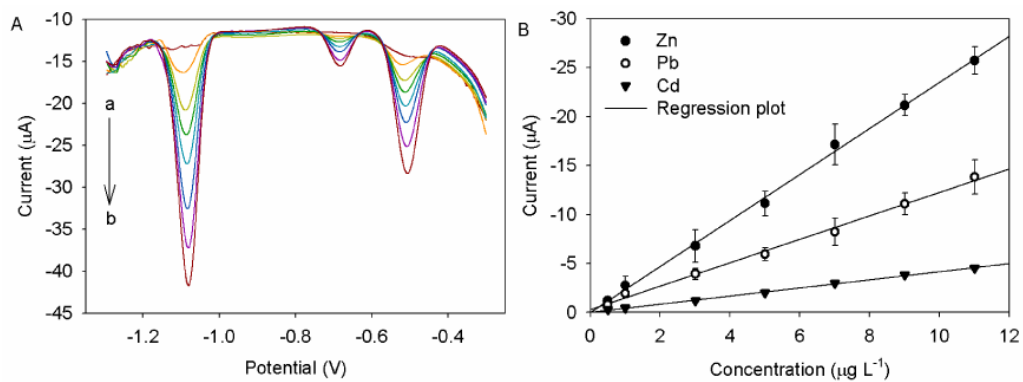 A
-10
-15
-20
-25
-30
-35
-40
-45
Current (μA)
a
b
-1.2
-1.0
-0.8
-0.6
-0.4
Potential (V)
B
-30
-25
-20
-15
-10
-5
0
Current (μA)
Zn
Pb
Cd
Regression plot
0
2
4
6
8
10
12
Concentration (μg L⁻¹)